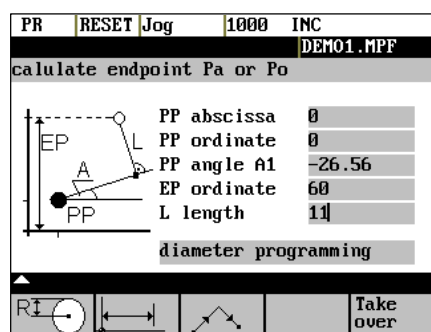 PR RESET Jog 1000 INC
DEMO1.MPF
calulate endpoint Pa or Po
PP abscissa 0
PP ordinate 0
PP angle A1 -26.56
EP ordinate 60
L length 11
diameter programming
EP
L
A
PP
R
Take
over